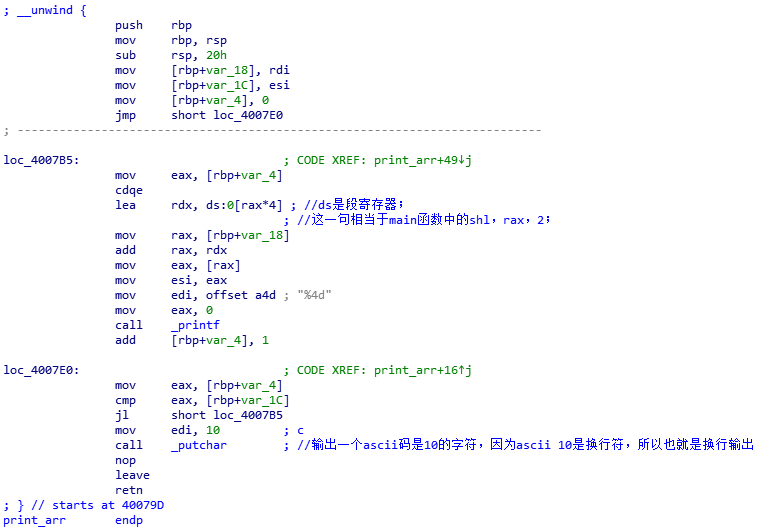 ; __unwind {
push rbp
mov rbp, rsp
sub rsp, 20h
mov [rbp+var_18], rdi
mov [rbp+var_1C], esi
mov [rbp+var_4], 0
jmp short loc_4007E0
; ---------------------------------------------------------------------------
loc_4007B5: ; CODE XREF: print_arr+49↓j
mov eax, [rbp+var_4]
cdqe
lea rdx, ds:0[rax*4] ; //ds是段寄存器;
; //这一句相当于main函数中的shl, rax, 2;
mov rax, [rbp+var_18]
add rax, rdx
mov eax, [rax]
mov esi, eax
mov edi, offset a4d ; "%4d"
mov eax, 0
call _printf
add [rbp+var_4], 1
loc_4007E0: ; CODE XREF: print_arr+16↑j
mov eax, [rbp+var_4]
cmp eax, [rbp+var_1C]
jl short loc_4007B5
mov edi, 10 ; c
call _putchar ; //输出一个ascii码是10的字符，因为ascii 10是换行符，所以也就是换行输出
nop
leave
retn
; } // starts at 40079D
print_arr endp